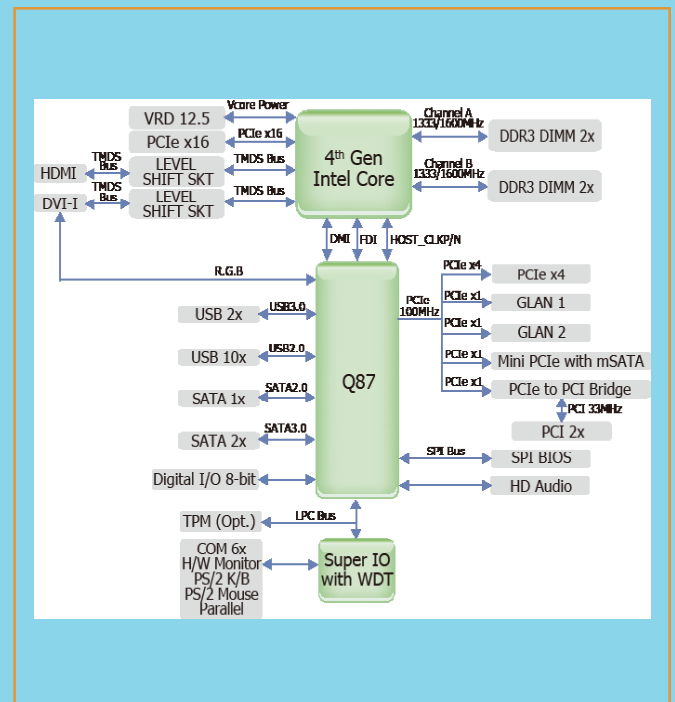 Vcore Power
VRD 12.5
PCIe x16
PCIe x16
HDMI
TMDS
Bus
LEVEL
SHIFT SKT
TMDS Bus
DVI-I
TMDS
Bus
LEVEL
SHIFT SKT
TMDS Bus
4th Gen
Intel Core
Channel A
1333/1600MHz
DDR3 DIMM 2x
Channel B
1333/1600MHz
DDR3 DIMM 2x
DMI
FDI
HOST_CLKP/N
R.G.B
USB 2x
USB3.0
USB 10x
USB2.0
SATA 1x
SATA2.0
SATA 2x
SATA3.0
Digital I/O 8-bit
Q87
PCIe
100MHz
PCIe x4
PCIe x4
PCIe x1
GLAN 1
PCIe x1
GLAN 2
PCIe x1
Mini PCIe with mSATA
PCIe x1
PCIe to PCI Bridge
PCI 33MHz
PCI 2x
SPI Bus
SPI BIOS
HD Audio
TPM (Opt.)
LPC Bus
COM 6x
H/W Monitor
PS/2 K/B
PS/2 Mouse
Parallel
Super IO
with WDT